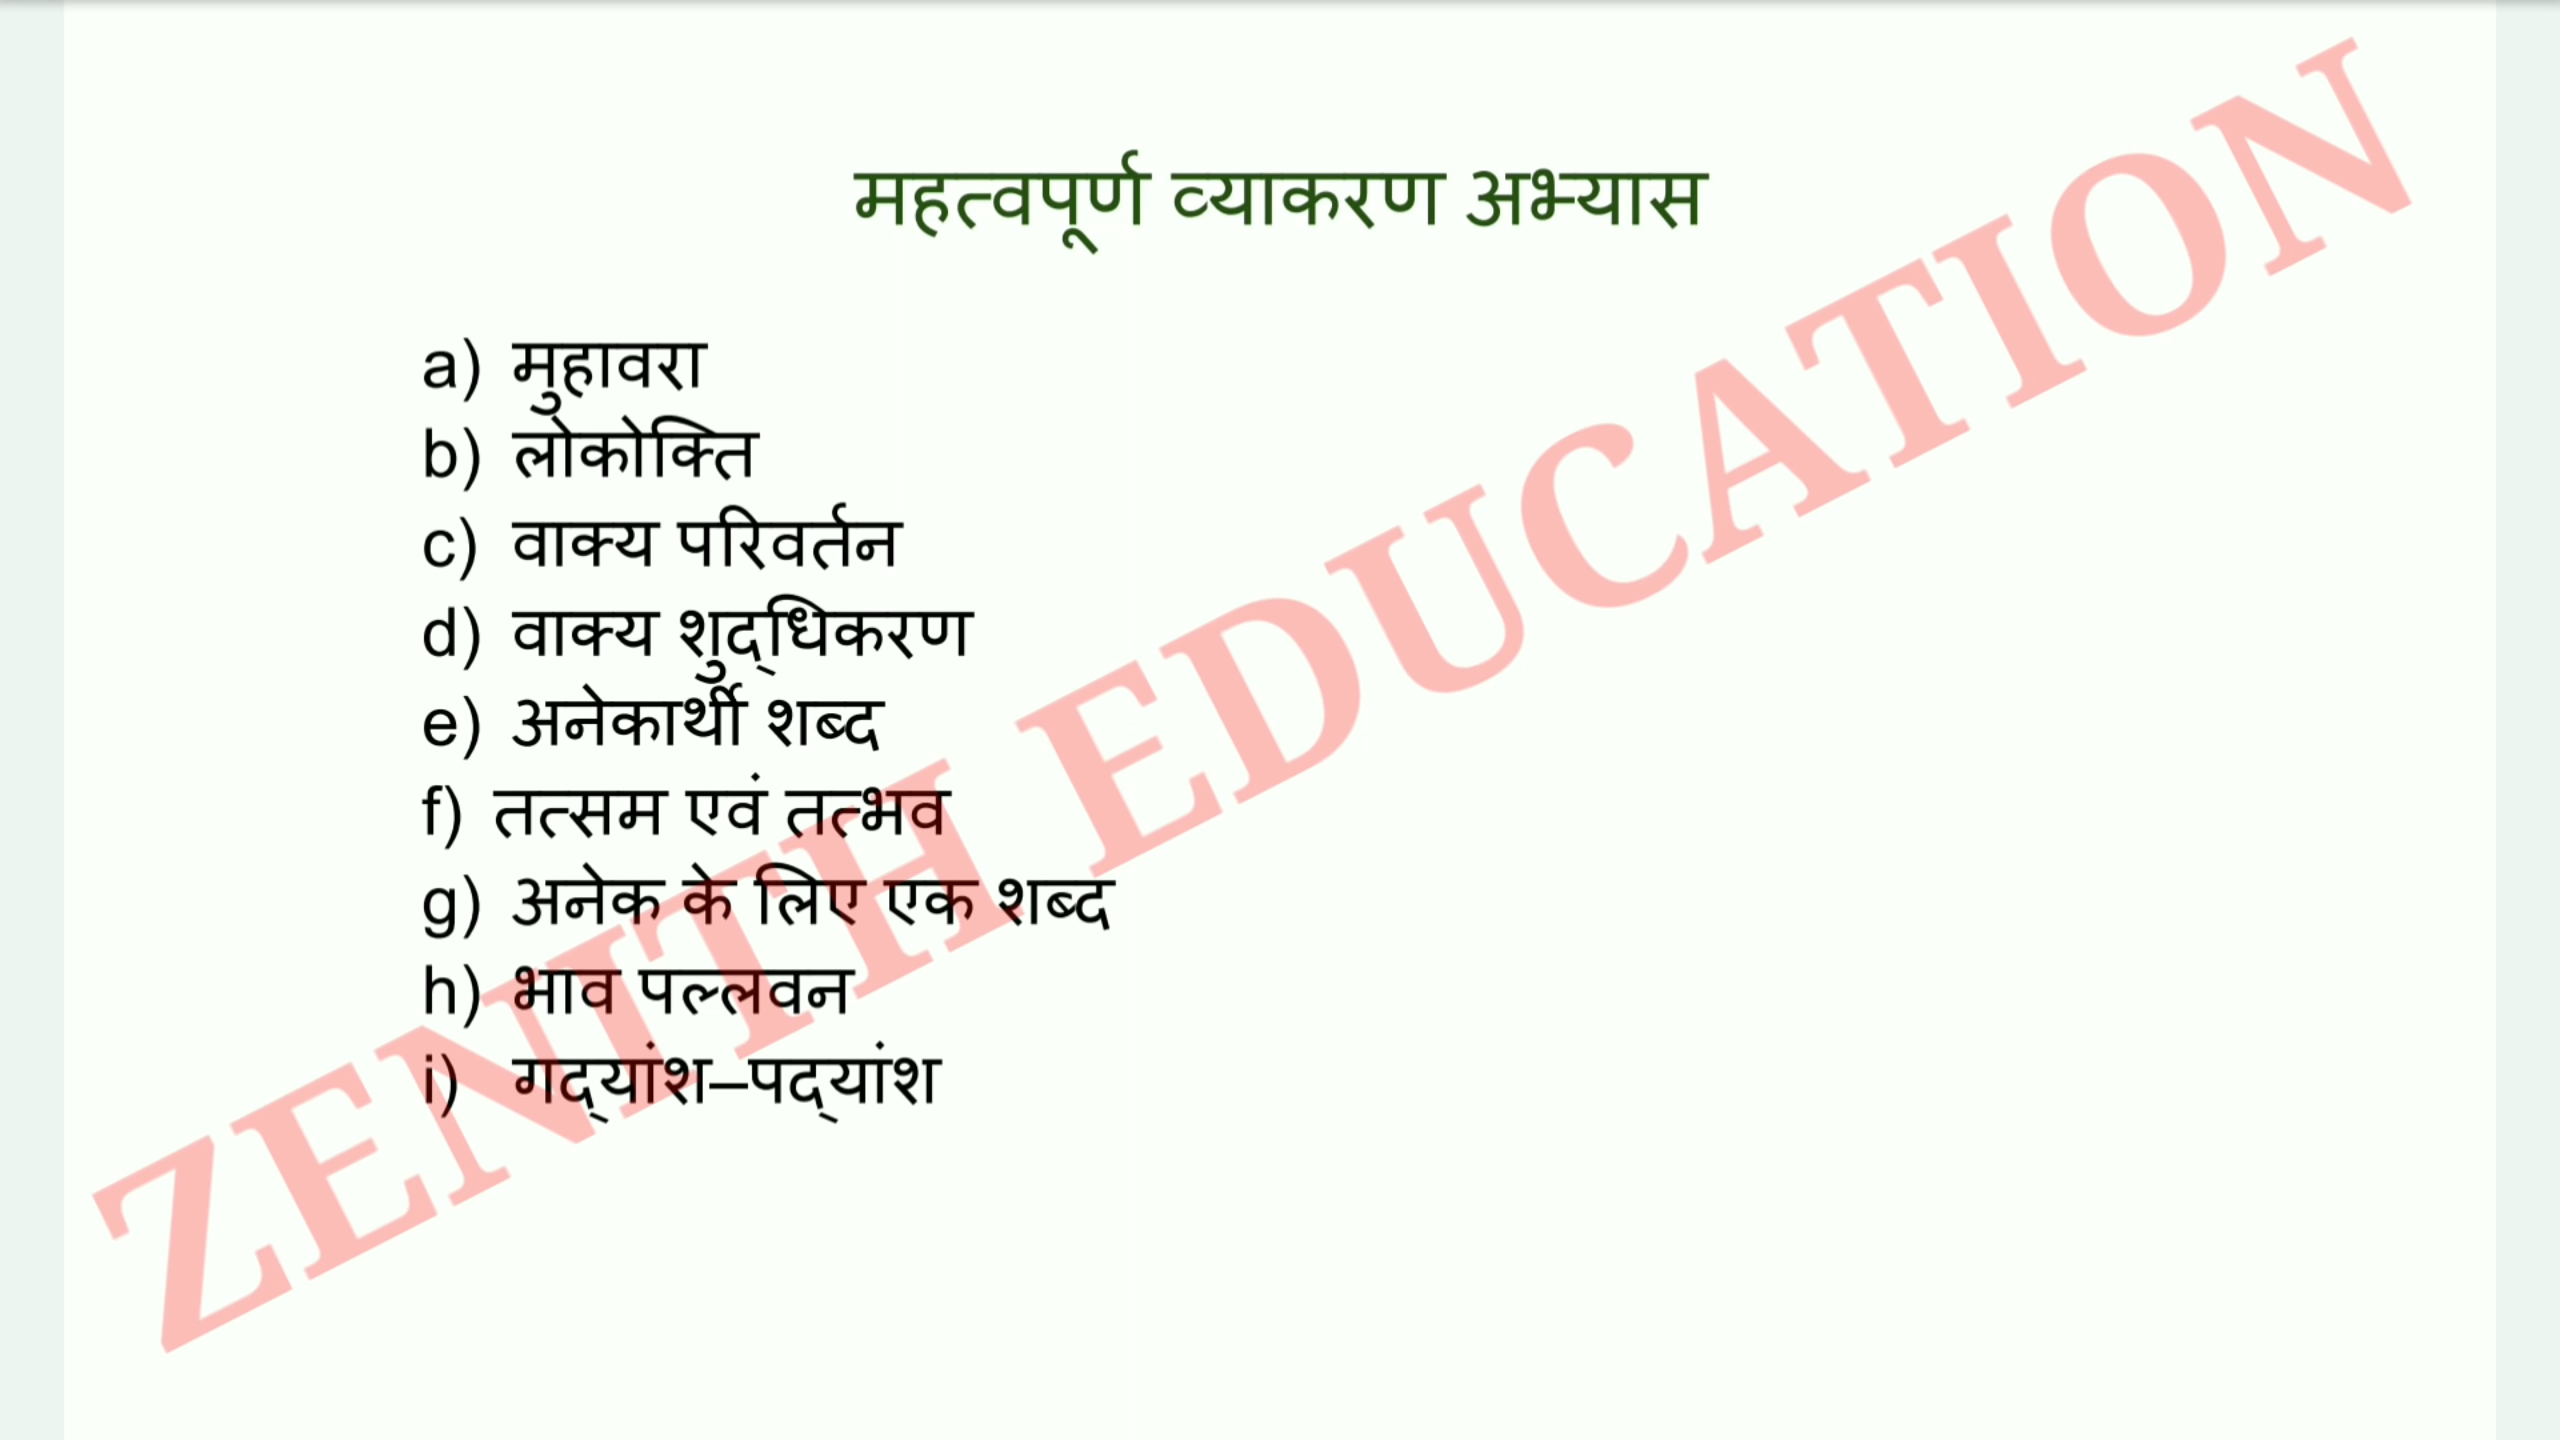 महत्वपूर्ण व्याकरण अभ्यास
a) मुहावरा
b) लोकोक्ति
c) वाक्य परिवर्तन
d) वाक्य शुद्‌धिकरण
e) अनेकार्थी शब्द
f) तत्सम एवं तत्भव
g) अनेक के लिए एक शब्द
h) भाव पल्लवन
i) गद्‌यांश–पद्‌यांश
ZENITH EDUCATION